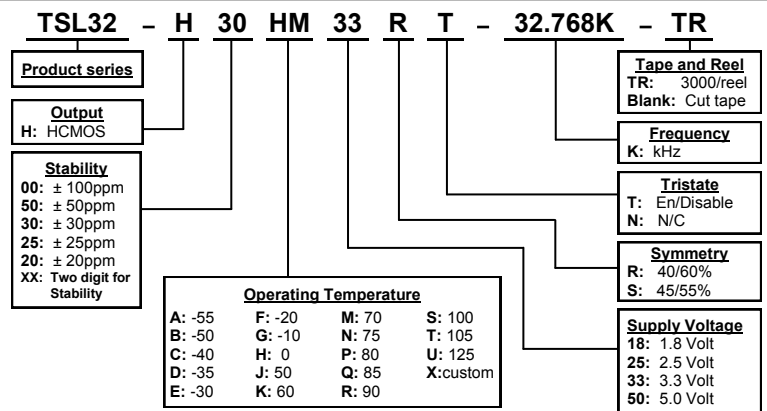 TSL32 – H 30 HM 33 R T – 32.768K – TR
Product series
Output
H: HCMOS
Stability
00: ± 100ppm
50: ± 50ppm
30: ± 30ppm
25: ± 25ppm
20: ± 20ppm
XX: Two digit for
Stability
Operating Temperature
A: -55 F: -20 M: 70 S: 100
B: -50 G: -10 N: 75 T: 105
C: -40 H: 0 P: 80 U: 125
D: -35 J: 50 Q: 85 X:custom
E: -30 K: 60 R: 90
Tape and Reel
TR: 3000/reel
Blank: Cut tape
Frequency
K: kHz
Tristate
T: En/Disable
N: N/C
Symmetry
R: 40/60%
S: 45/55%
Supply Voltage
18: 1.8 Volt
25: 2.5 Volt
33: 3.3 Volt
50: 5.0 Volt